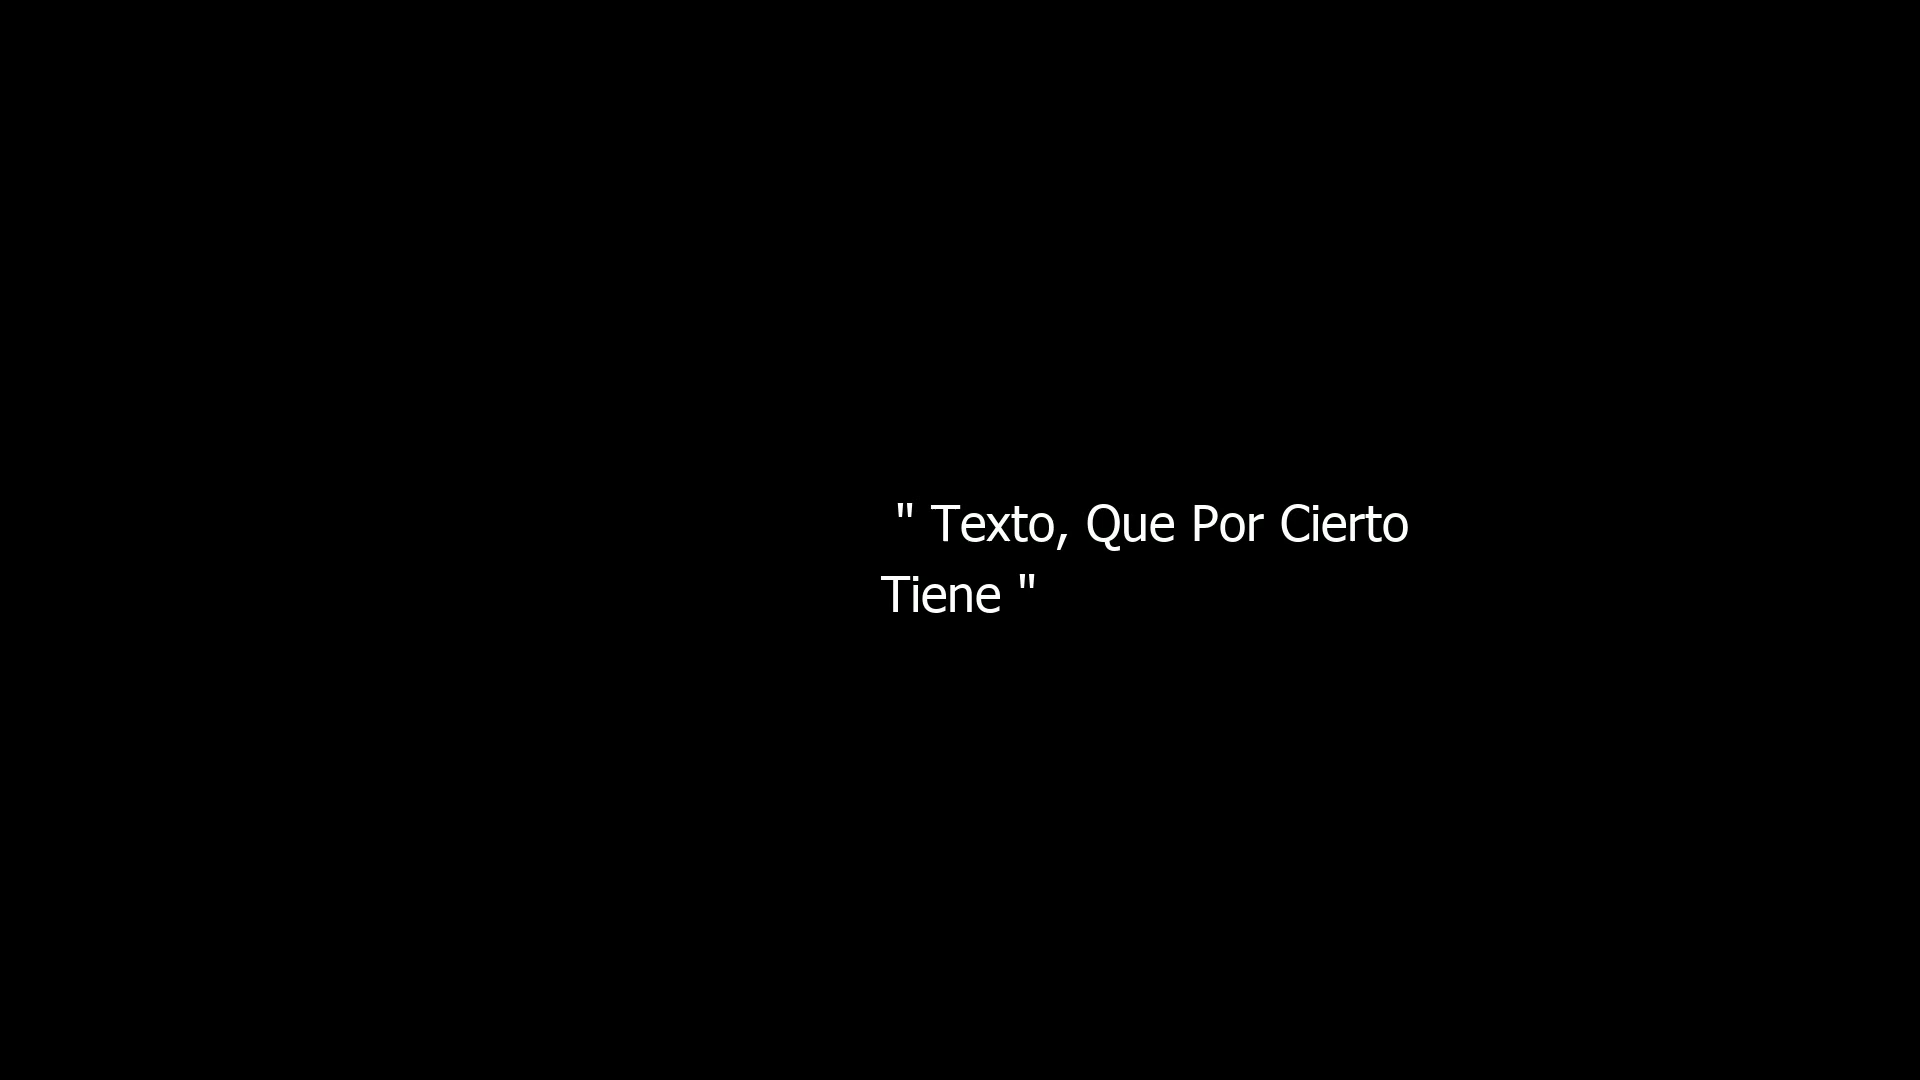 " Texto, Que Por Cierto
Tiene "